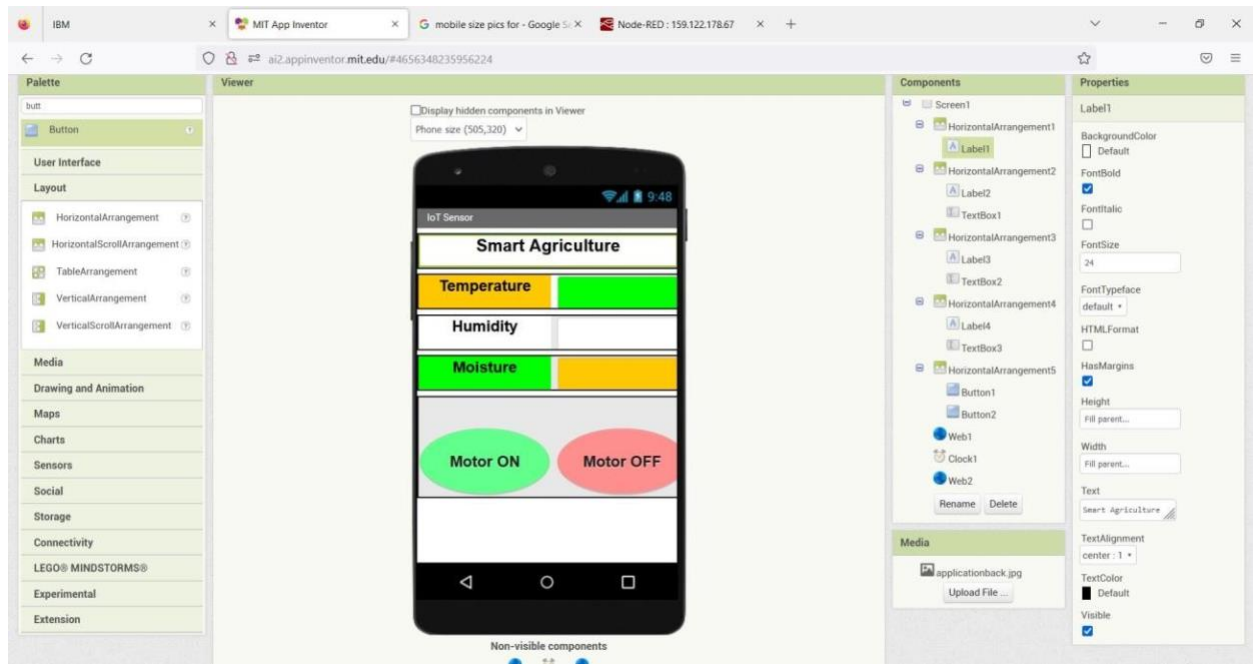 IBM
MIT App Inventor
mobile size pics for - Google Se
Node-RED : 159.122.178.67
ai2.appinventor.mit.edu/#4656348235956224
Palette
butt
Button
User Interface
Layout
HorizontalArrangement
HorizontalScrollArrangement
TableArrangement
VerticalArrangement
VerticalScrollArrangement
Media
Drawing and Animation
Maps
Charts
Sensors
Social
Storage
Connectivity
LEGO® MINDSTORMS®
Experimental
Extension
Viewer
Display hidden components in Viewer
Phone size (505,320)
9:48
IoT Sensor
Smart Agriculture
Temperature
Humidity
Moisture
Motor ON Motor OFF
Non-visible components
Components
Screen1
HorizontalArrangement1
Label1
HorizontalArrangement2
Label2
TextBox1
HorizontalArrangement3
Label3
TextBox2
HorizontalArrangement4
Label4
TextBox3
HorizontalArrangement5
Button1
Button2
Web1
Clock1
Web2
Rename Delete
Media
applicationback.jpg
Upload File ...
Properties
Label1
BackgroundColor
Default
FontBold
FontItalic
FontSize
24
FontTypeface
default
HTMLFormat
HasMargins
Height
Fill parent...
Width
Fill parent...
Text
Smart Agriculture
TextAlignment
center : 1
TextColor
Default
Visible